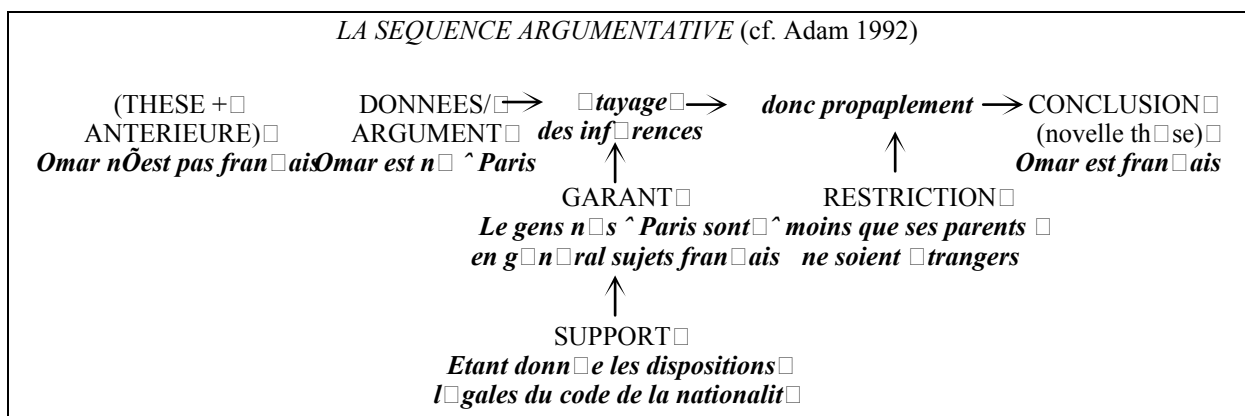 LA SEQUENCE ARGUMENTATIVE (cf. Adam 1992)
(THESE +□
ANTERIEURE)□
Omar nÕest pas fran□ais
DONNEES/□
ARGUMENT□
Omar est n□ ˆ Paris
□tayage□
des inf□rences
donc propaplement
CONCLUSION□
(novelle th□se)□
Omar est fran□ais
GARANT□
Le gens n□s ˆ Paris sont□
en g□n□ral sujets fran□ais
RESTRICTION□
ˆ moins que ses parents □
ne soient □trangers
SUPPORT□
Etant donn□e les dispositions□
l□gales du code de la nationalit□